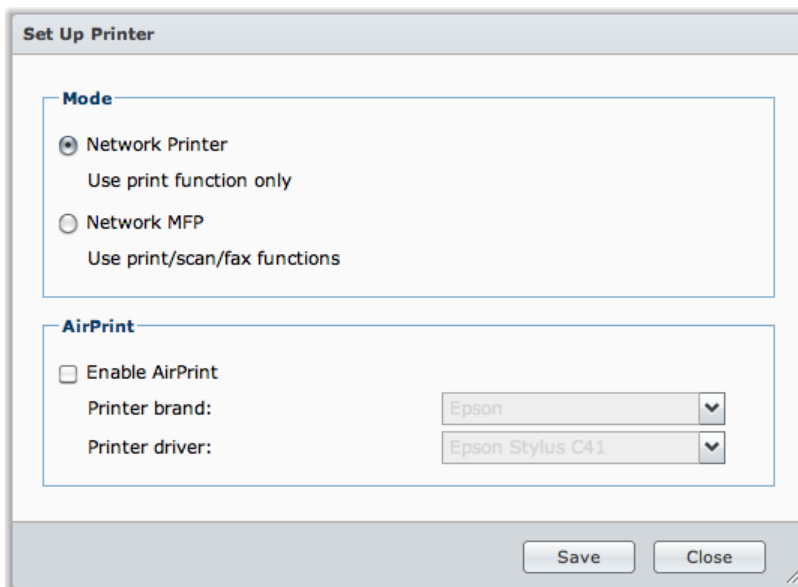 Set Up Printer
Mode
Network Printer
Use print function only
Network MFP
Use print/scan/fax functions
AirPrint
Enable AirPrint
Printer brand: Epson
Printer driver: Epson Stylus C41
Save Close